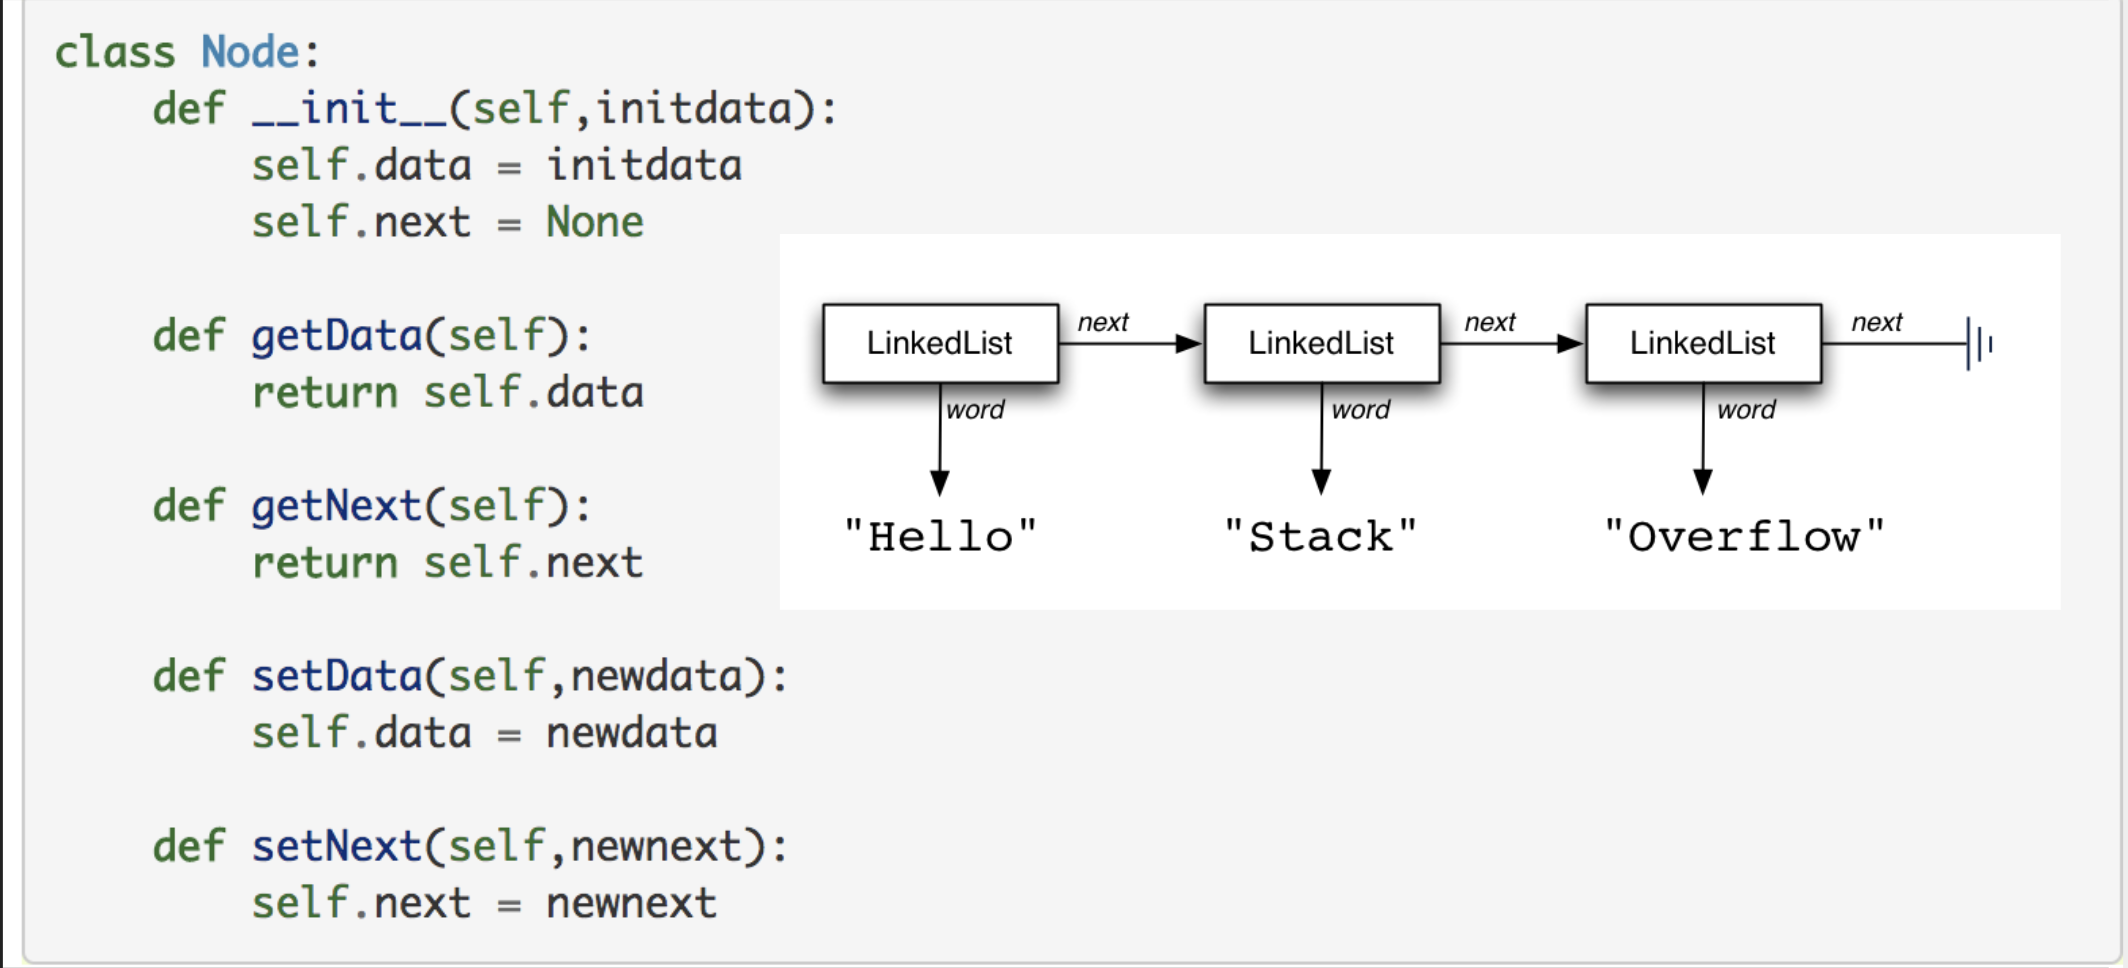 class Node:
    def __init__(self,initdata):
        self.data = initdata
        self.next = None

    def getData(self):
        return self.data

    def getNext(self):
        return self.next

    def setData(self,newdata):
        self.data = newdata

    def setNext(self,newnext):
        self.next = newnext

LinkedList next LinkedList next LinkedList next
word word word
"Hello" "Stack" "Overflow"